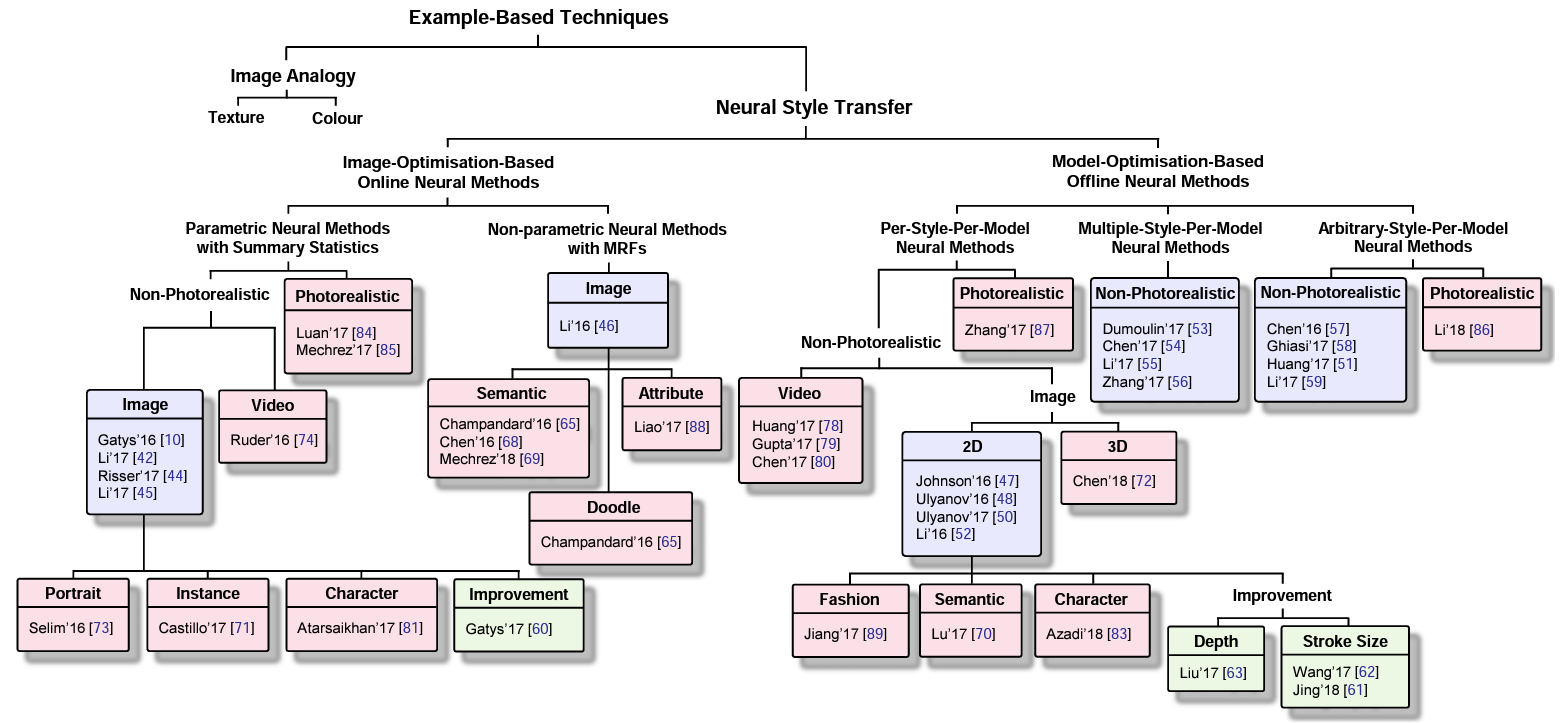 Example-Based Techniques
Image Analogy
Texture
Colour
Neural Style Transfer
Image-Optimisation-Based
Online Neural Methods
Parametric Neural Methods
with Summary Statistics
Non-Photorealistic
Photorealistic
Luan’17 [84]
Mechrez’17 [85]
Image
Gatys’16 [10]
Li’17 [42]
Risser’17 [44]
Li’17 [45]
Video
Ruder’16 [74]
Portrait
Selim’16 [73]
Instance
Castillo’17 [71]
Character
Atarsaikhan’17 [81]
Improvement
Gatys’17 [60]
Non-parametric Neural Methods
with MRFs
Image
Li’16 [46]
Semantic
Champandard’16 [65]
Chen’16 [68]
Mechrez’18 [69]
Attribute
Liao’17 [88]
Doodle
Champandard’16 [65]
Model-Optimisation-Based
Offline Neural Methods
Per-Style-Per-Model
Neural Methods
Non-Photorealistic
Photorealistic
Zhang’17 [87]
Video
Huang’17 [78]
Gupta’17 [79]
Chen’17 [80]
Image
2D
Johnson’16 [47]
Ulyanov’16 [48]
Ulyanov’17 [50]
Li’16 [52]
3D
Chen’18 [72]
Fashion
Jiang’17 [89]
Semantic
Lu’17 [70]
Character
Azadi’18 [83]
Improvement
Depth
Liu’17 [63]
Stroke Size
Wang’17 [62]
Jing’18 [61]
Multiple-Style-Per-Model
Neural Methods
Non-Photorealistic
Dumoulin’17 [53]
Chen’17 [54]
Li’17 [55]
Zhang’17 [56]
Arbitrary-Style-Per-Model
Neural Methods
Non-Photorealistic
Chen’16 [57]
Ghiasi’17 [58]
Huang’17 [51]
Li’17 [59]
Photorealistic
Li’18 [86]